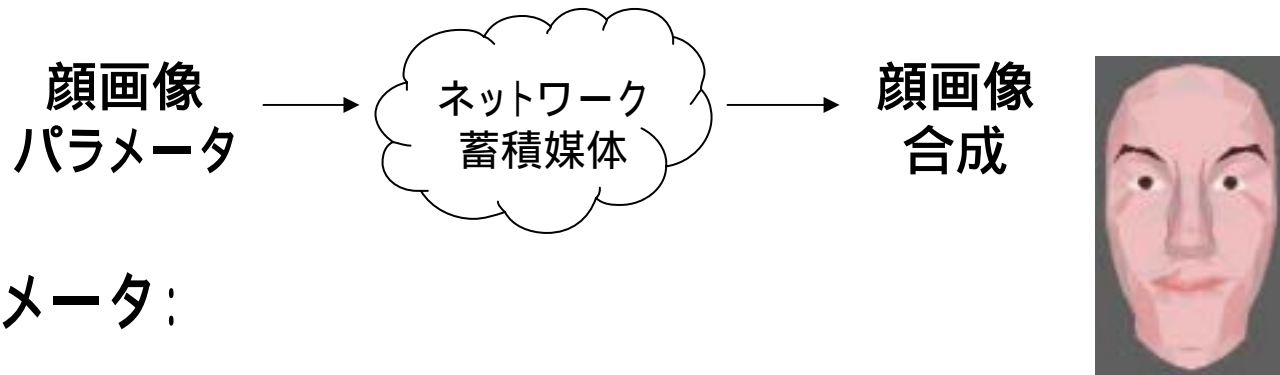 顔画像
パラメータ
ネットワーク
蓄積媒体
顔画像
合成
メータ: